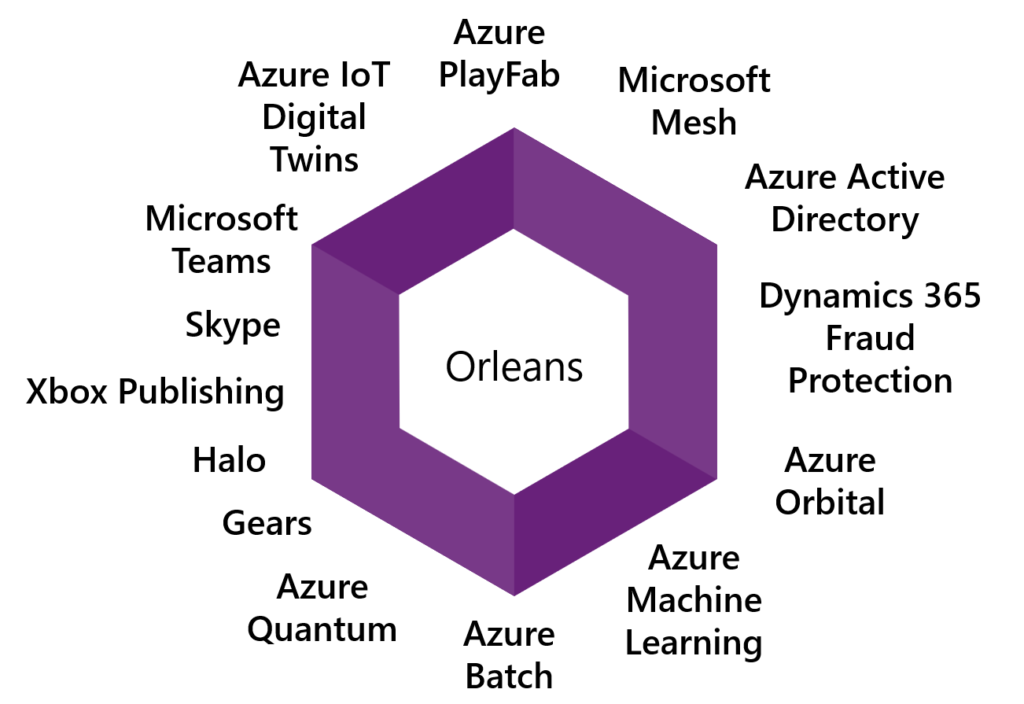 Azure
PlayFab
Microsoft
Mesh
Azure Active
Directory
Dynamics 365
Fraud
Protection
Azure
Orbital
Azure
Machine
Learning
Azure
Batch
Azure
Quantum
Gears
Halo
Xbox Publishing
Skype
Microsoft
Teams
Azure IoT
Digital
Twins
Orleans